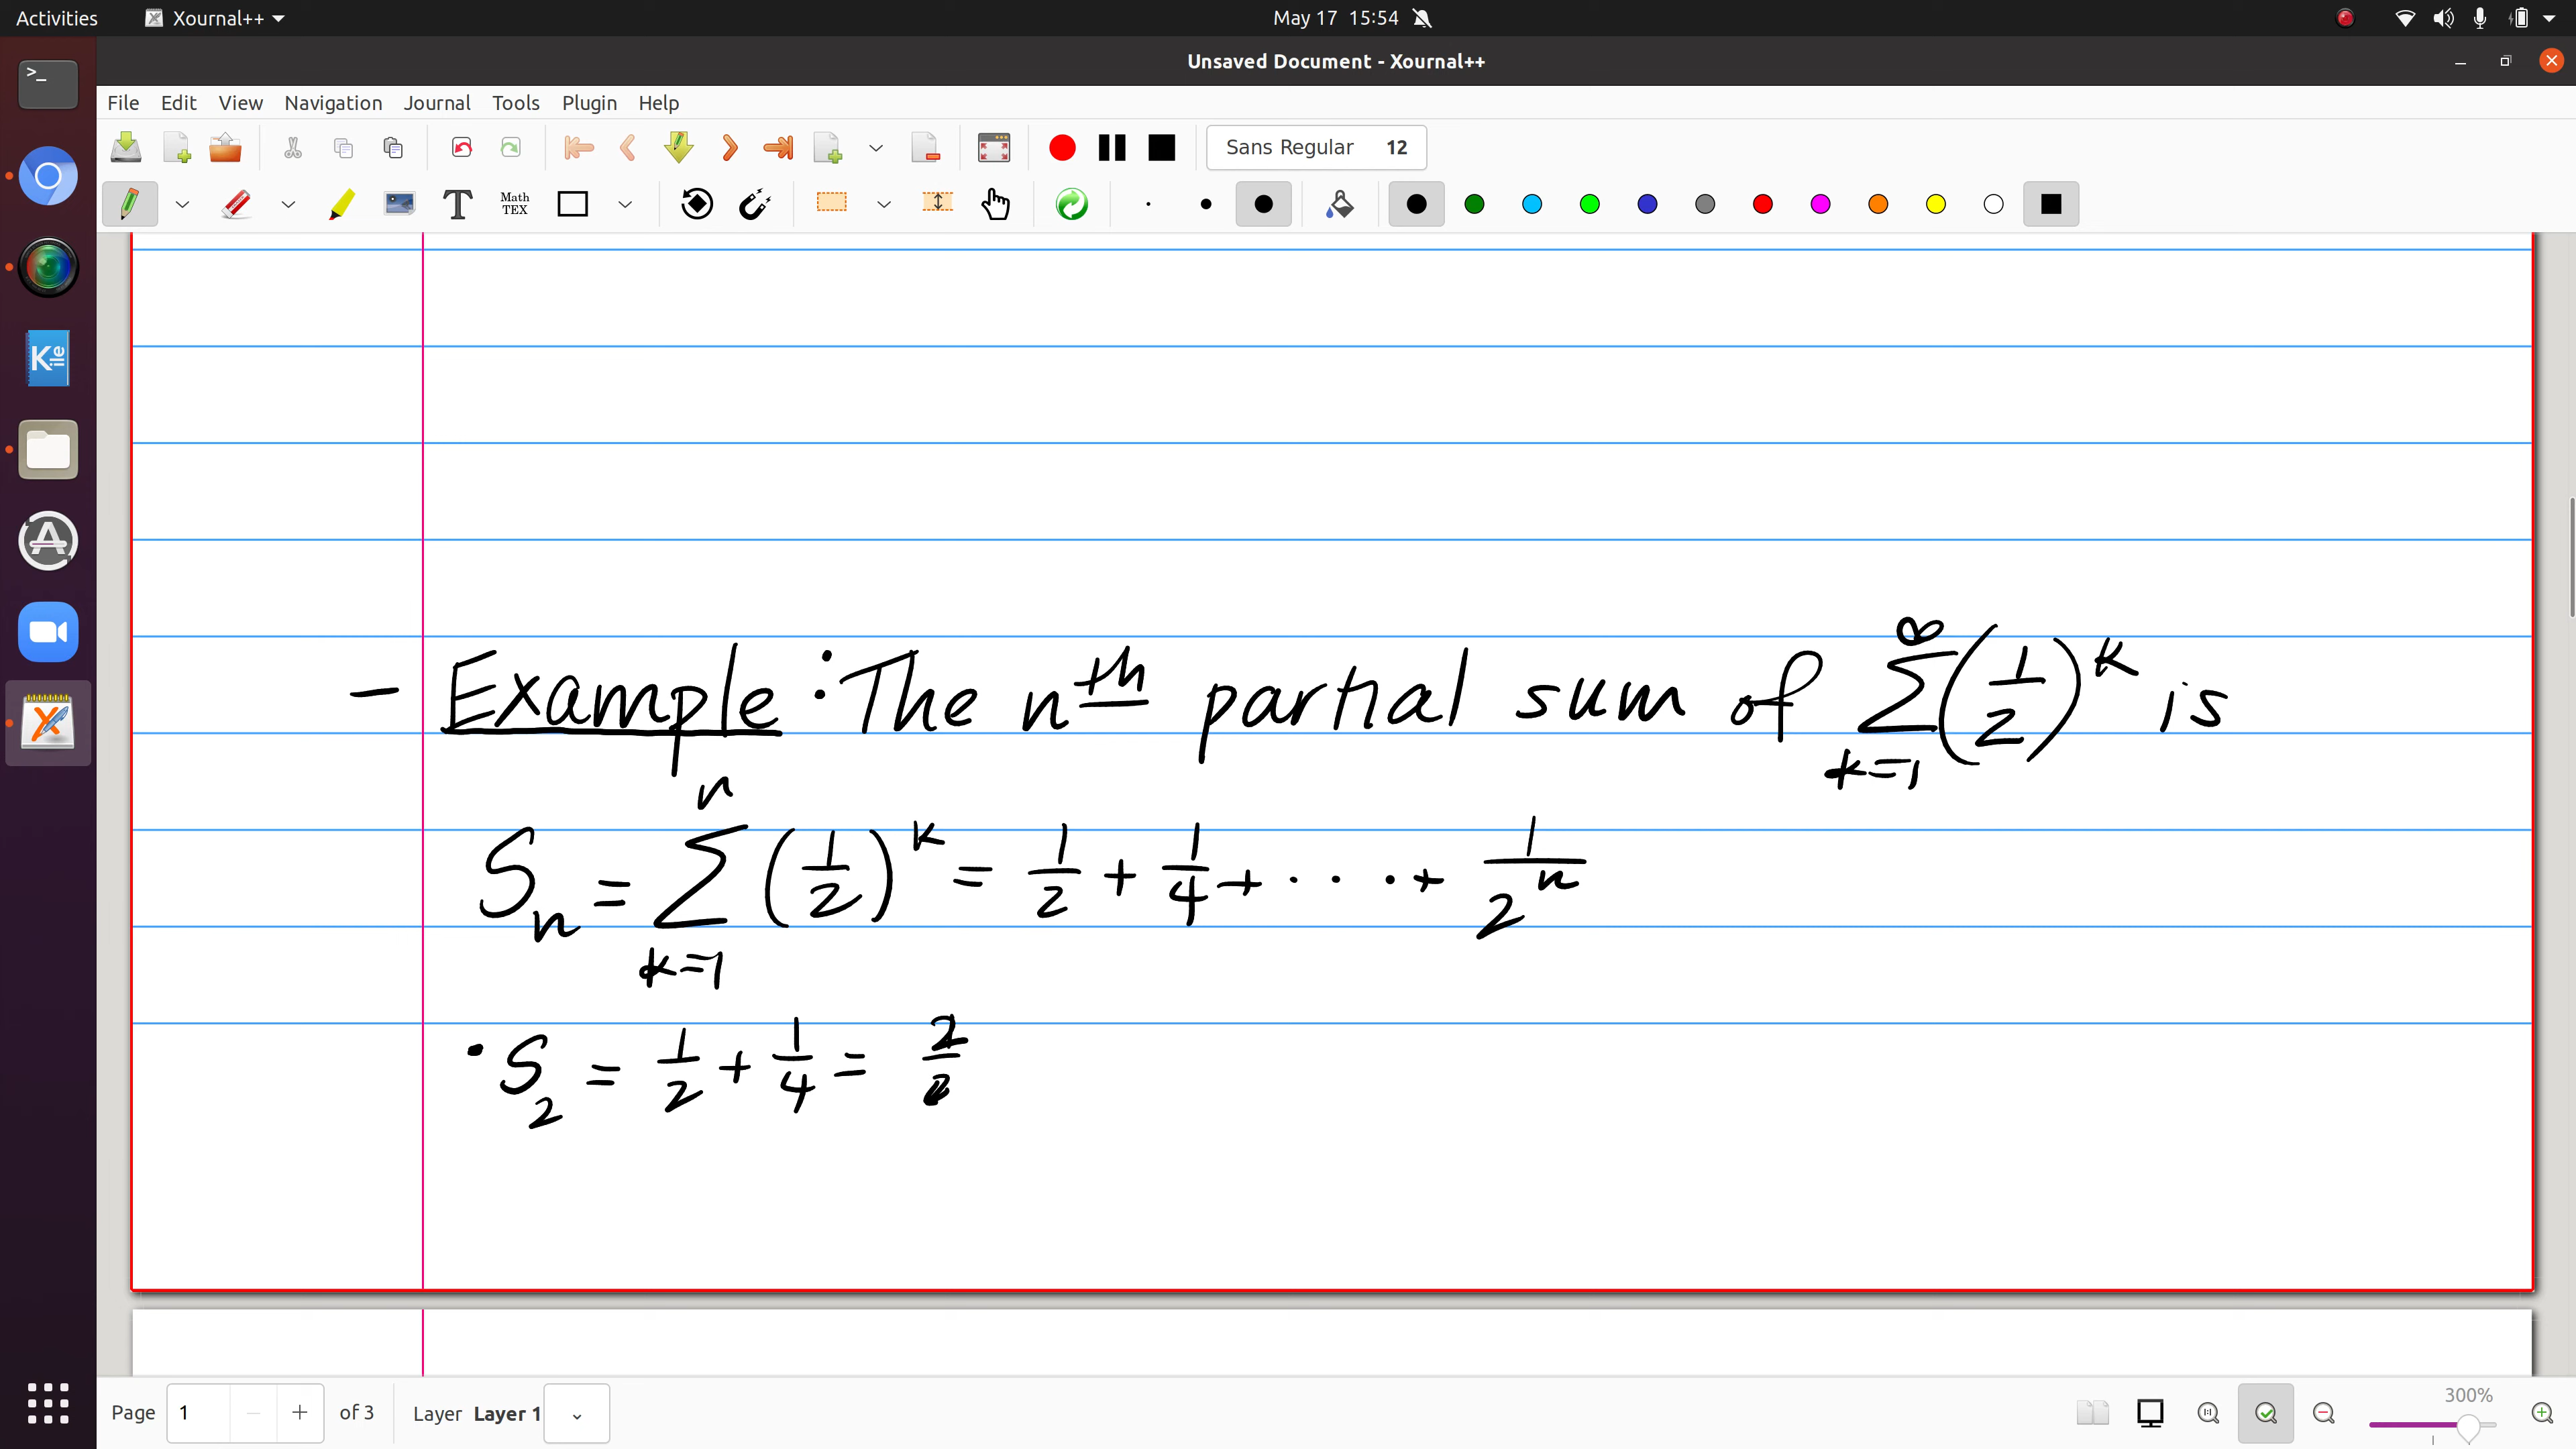 Activities Xournal++ May 17 15:54
Unsaved Document - Xournal++
File Edit View Navigation Journal Tools Plugin Help
Sans Regular 12
T Math TEX
- Example: The nth partial sum of ∑_{k=1}^{∞} (1/2)^k is
S_n = ∑_{k=1}^{n} (1/2)^k = 1/2 + 1/4 + · · · + 1/2^n
• S_2 = 1/2 + 1/4 =
Page 1 of 3 Layer Layer 1 300%